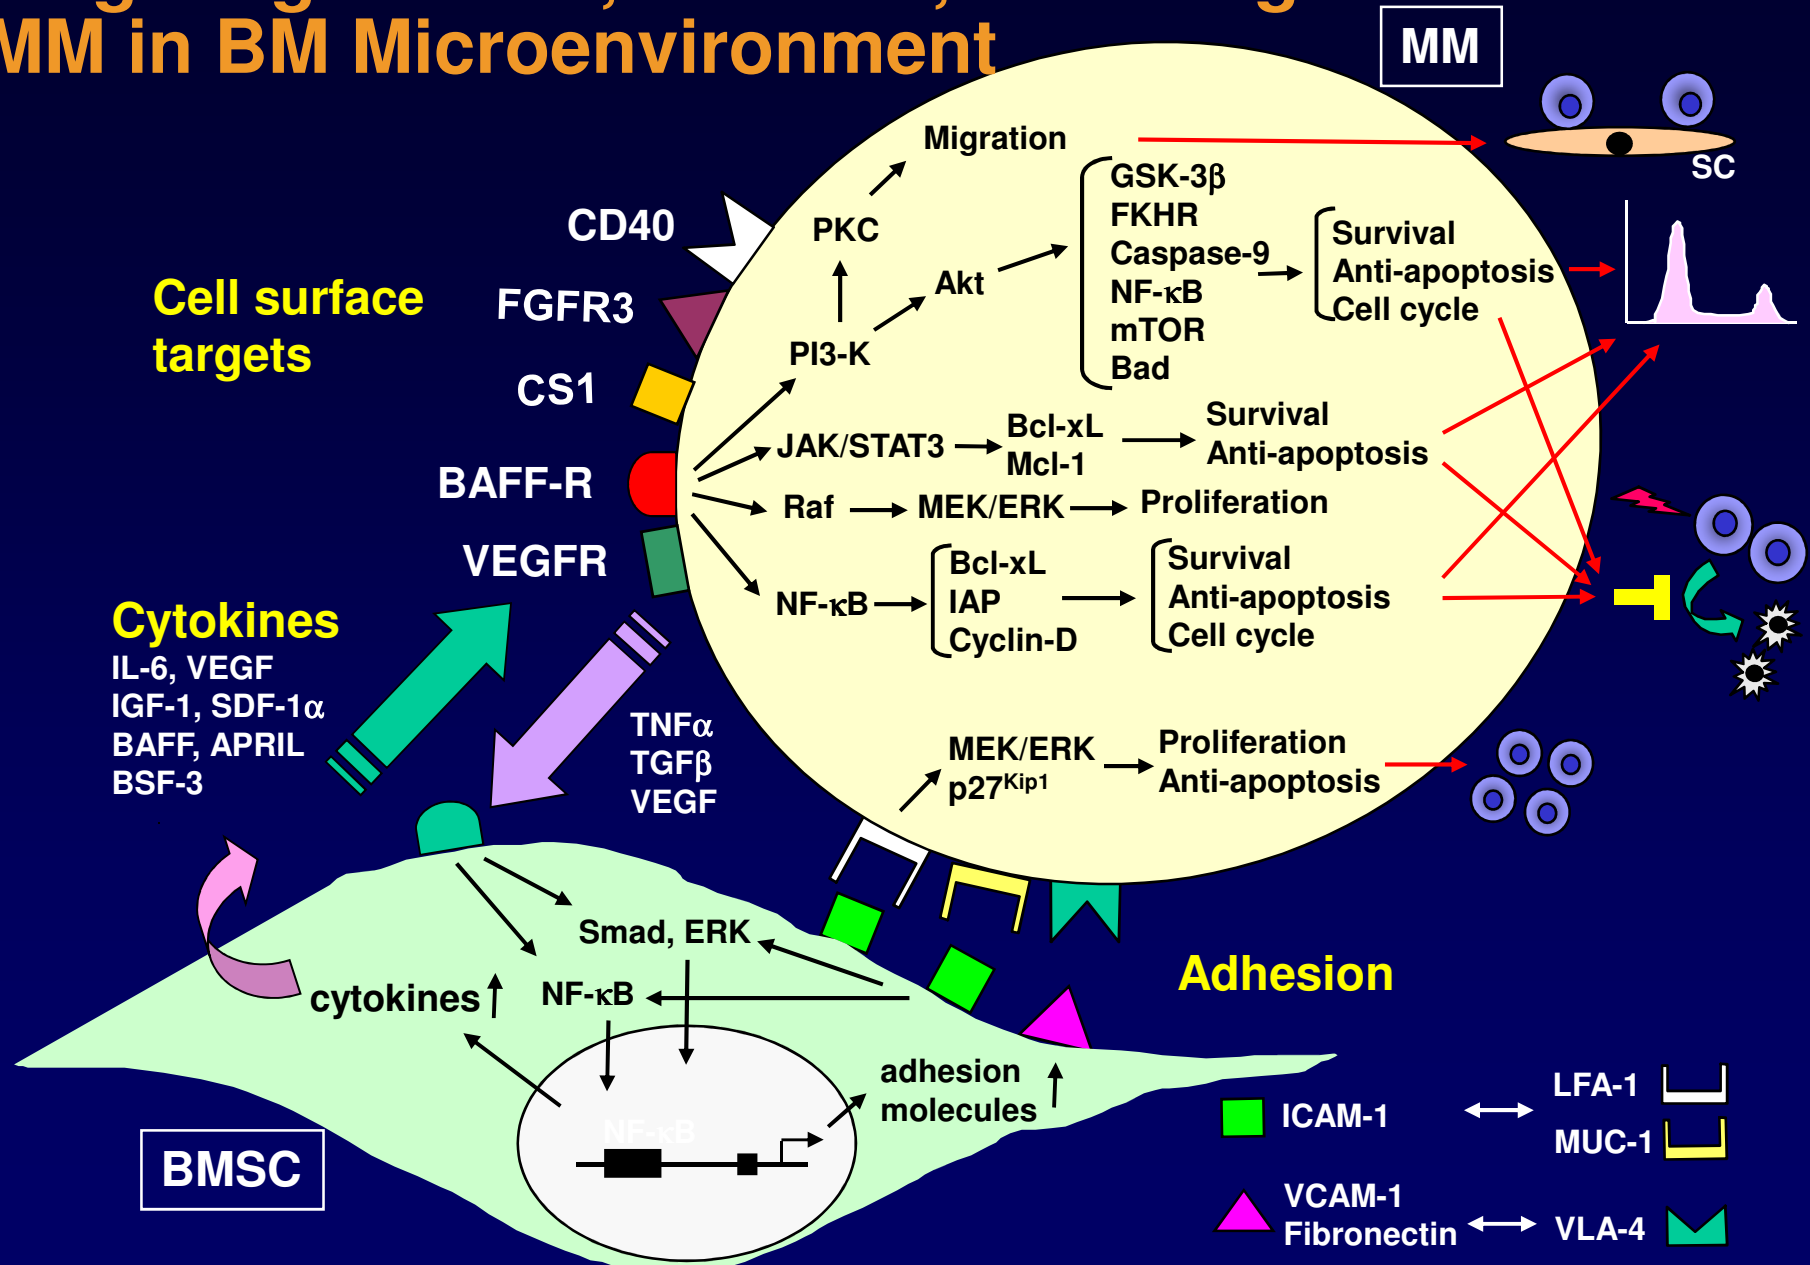 MM in BM Microenvironment
MM
Migration
SC
GSK-3β
FKHR
Caspase-9
NF-κB
mTOR
Bad
CD40
PKC
Survival
Anti-apoptosis
Cell cycle
Akt
Cell surface
targets
FGFR3
PI3-K
CS1
JAK/STAT3
Bcl-xL
Mcl-1
Survival
Anti-apoptosis
BAFF-R
Raf
MEK/ERK
Proliferation
VEGFR
NF-κB
Bcl-xL
IAP
Cyclin-D
Survival
Anti-apoptosis
Cell cycle
Cytokines
IL-6, VEGF
IGF-1, SDF-1α
BAFF, APRIL
BSF-3
TNFα
TGFβ
VEGF
MEK/ERK
p27Kip1
Proliferation
Anti-apoptosis
Smad, ERK
NF-κB
cytokines
Adhesion
adhesion
molecules
NF-κB
BMSC
ICAM-1
LFA-1
MUC-1
VCAM-1
Fibronectin
VLA-4